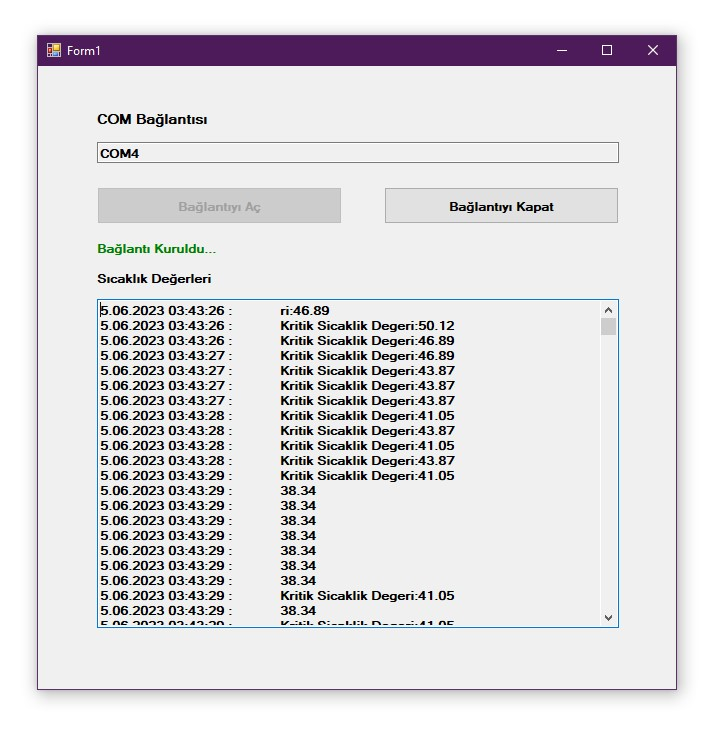 Form1
COM Bağlantısı
COM4
Bağlantıyı Aç Bağlantıyı Kapat
Bağlantı Kuruldu...
Sıcaklık Değerleri
5.06.2023 03:43:26 : ri:46.89
5.06.2023 03:43:26 : Kritik Sicaklik Degeri:50.12
5.06.2023 03:43:26 : Kritik Sicaklik Degeri:46.89
5.06.2023 03:43:27 : Kritik Sicaklik Degeri:46.89
5.06.2023 03:43:27 : Kritik Sicaklik Degeri:43.87
5.06.2023 03:43:27 : Kritik Sicaklik Degeri:43.87
5.06.2023 03:43:27 : Kritik Sicaklik Degeri:43.87
5.06.2023 03:43:28 : Kritik Sicaklik Degeri:41.05
5.06.2023 03:43:28 : Kritik Sicaklik Degeri:43.87
5.06.2023 03:43:28 : Kritik Sicaklik Degeri:41.05
5.06.2023 03:43:28 : Kritik Sicaklik Degeri:43.87
5.06.2023 03:43:29 : Kritik Sicaklik Degeri:41.05
5.06.2023 03:43:29 : 38.34
5.06.2023 03:43:29 : 38.34
5.06.2023 03:43:29 : 38.34
5.06.2023 03:43:29 : 38.34
5.06.2023 03:43:29 : 38.34
5.06.2023 03:43:29 : 38.34
5.06.2023 03:43:29 : 38.34
5.06.2023 03:43:29 : Kritik Sicaklik Degeri:41.05
5.06.2023 03:43:29 : 38.34
5.06.2023 03:43:29 : Kritik Sicaklik Degeri:41.05